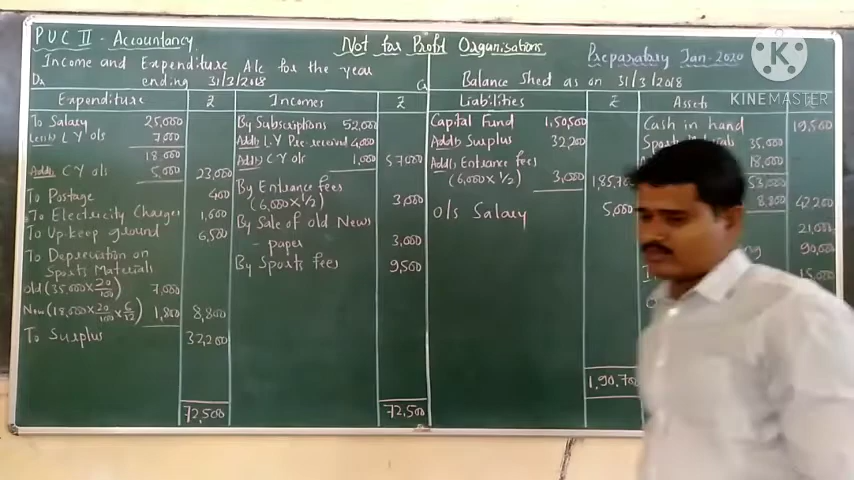 PUC II - Accountancy
Not for Profit Organisations
Preparatory Jan-2020
K
KINEMASTER
Income and Expenditure A/c for the year
Dr ending 31/3/2018 Cr
Expenditure ₹ Incomes ₹
To Salary 25,000
Less:) LY o/s 7,000
18,000
Add:) CY o/s 5,000 23,000
To Postage 400
To Electricity Charges 1,600
To Upkeep ground 6,500
To Depreciation on
Sports Materials
Old (35,000 x 20/100) 7,000
New (18,000 x 20/100 x 6/12) 1,800 8,800
To Surplus 32,200
72,500
By Subscriptions 52,000
Add:) LY Pre-received 4,000
Add:) CY o/s 1,000 57,000
By Entrance fees
(6,000 x 1/2) 3,000
By Sale of old News
- paper 3,000
By Sports fees 9,500
72,500
Balance Sheet as on 31/3/2018
Liabilities ₹ Assets
Capital Fund 1,50,500
Add:) Surplus 32,200
Add:) Entrance fees
(6,000 x 1/2) 3,000 1,85,700
o/s Salary 5,000
1,90,700
Cash in hand 19,500
35,000
18,000
53,000
8,800
21,000
90,000
15,000